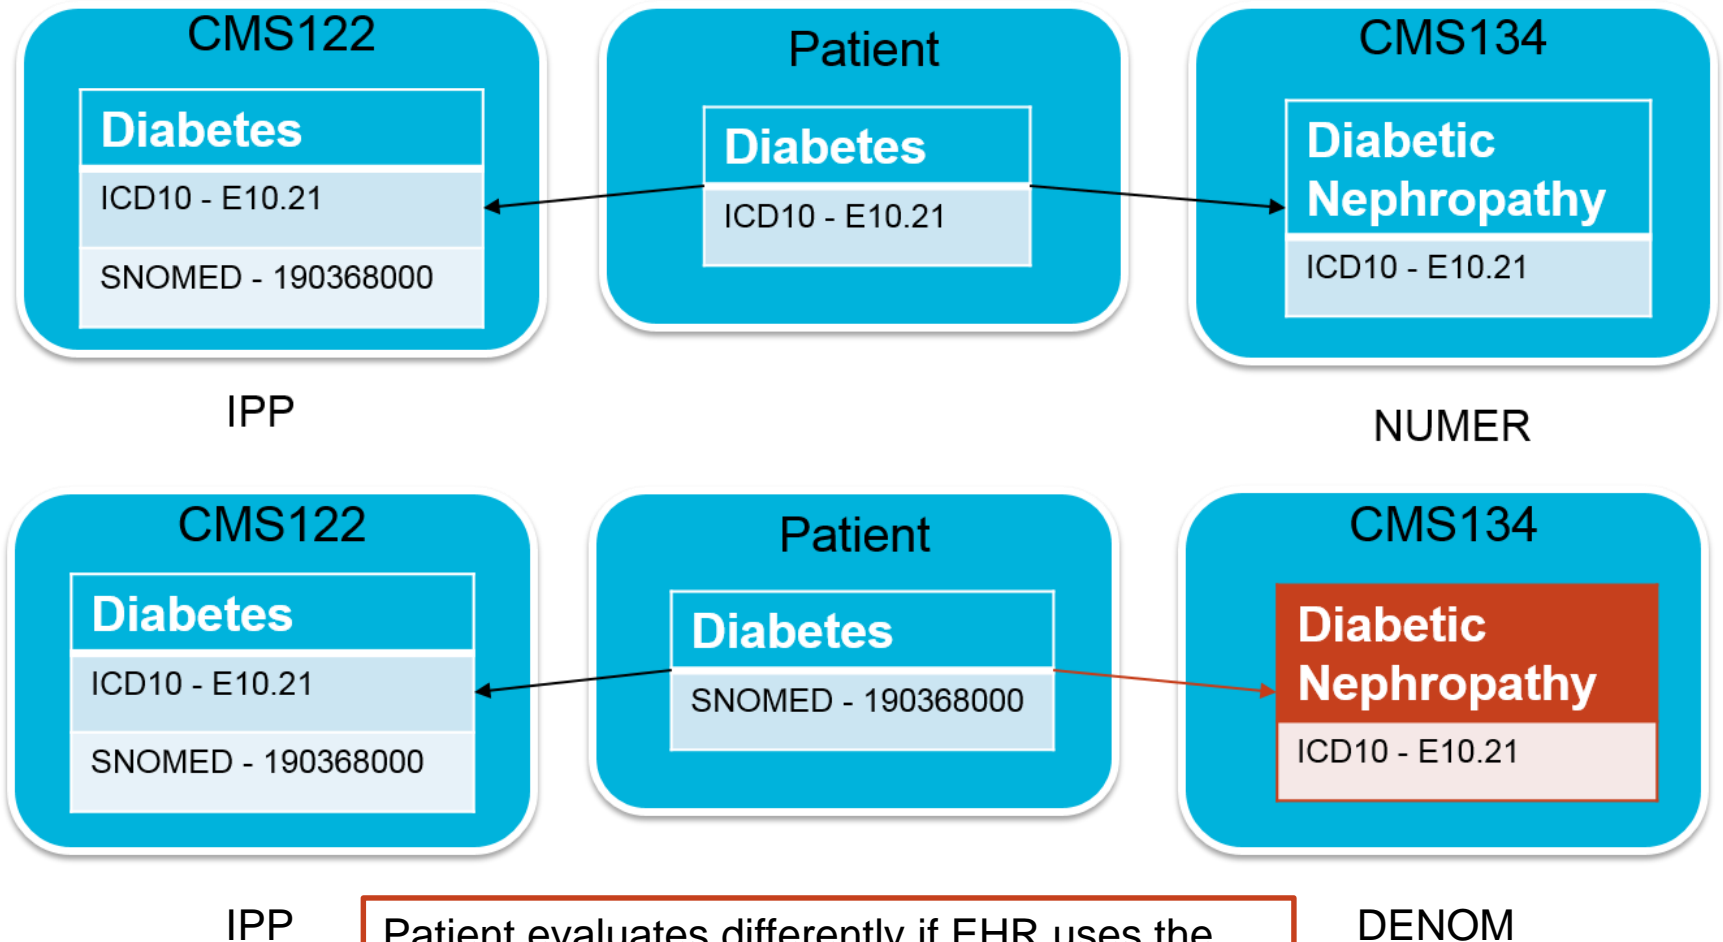 CMS122
Diabetes
ICD10 - E10.21
SNOMED - 190368000
IPP
Patient
Diabetes
ICD10 - E10.21
CMS134
Diabetic
Nephropathy
ICD10 - E10.21
NUMER
CMS122
Diabetes
ICD10 - E10.21
SNOMED - 190368000
IPP
Patient
Diabetes
SNOMED - 190368000
CMS134
Diabetic
Nephropathy
ICD10 - E10.21
DENOM
Patient evaluates differently if EHR uses the